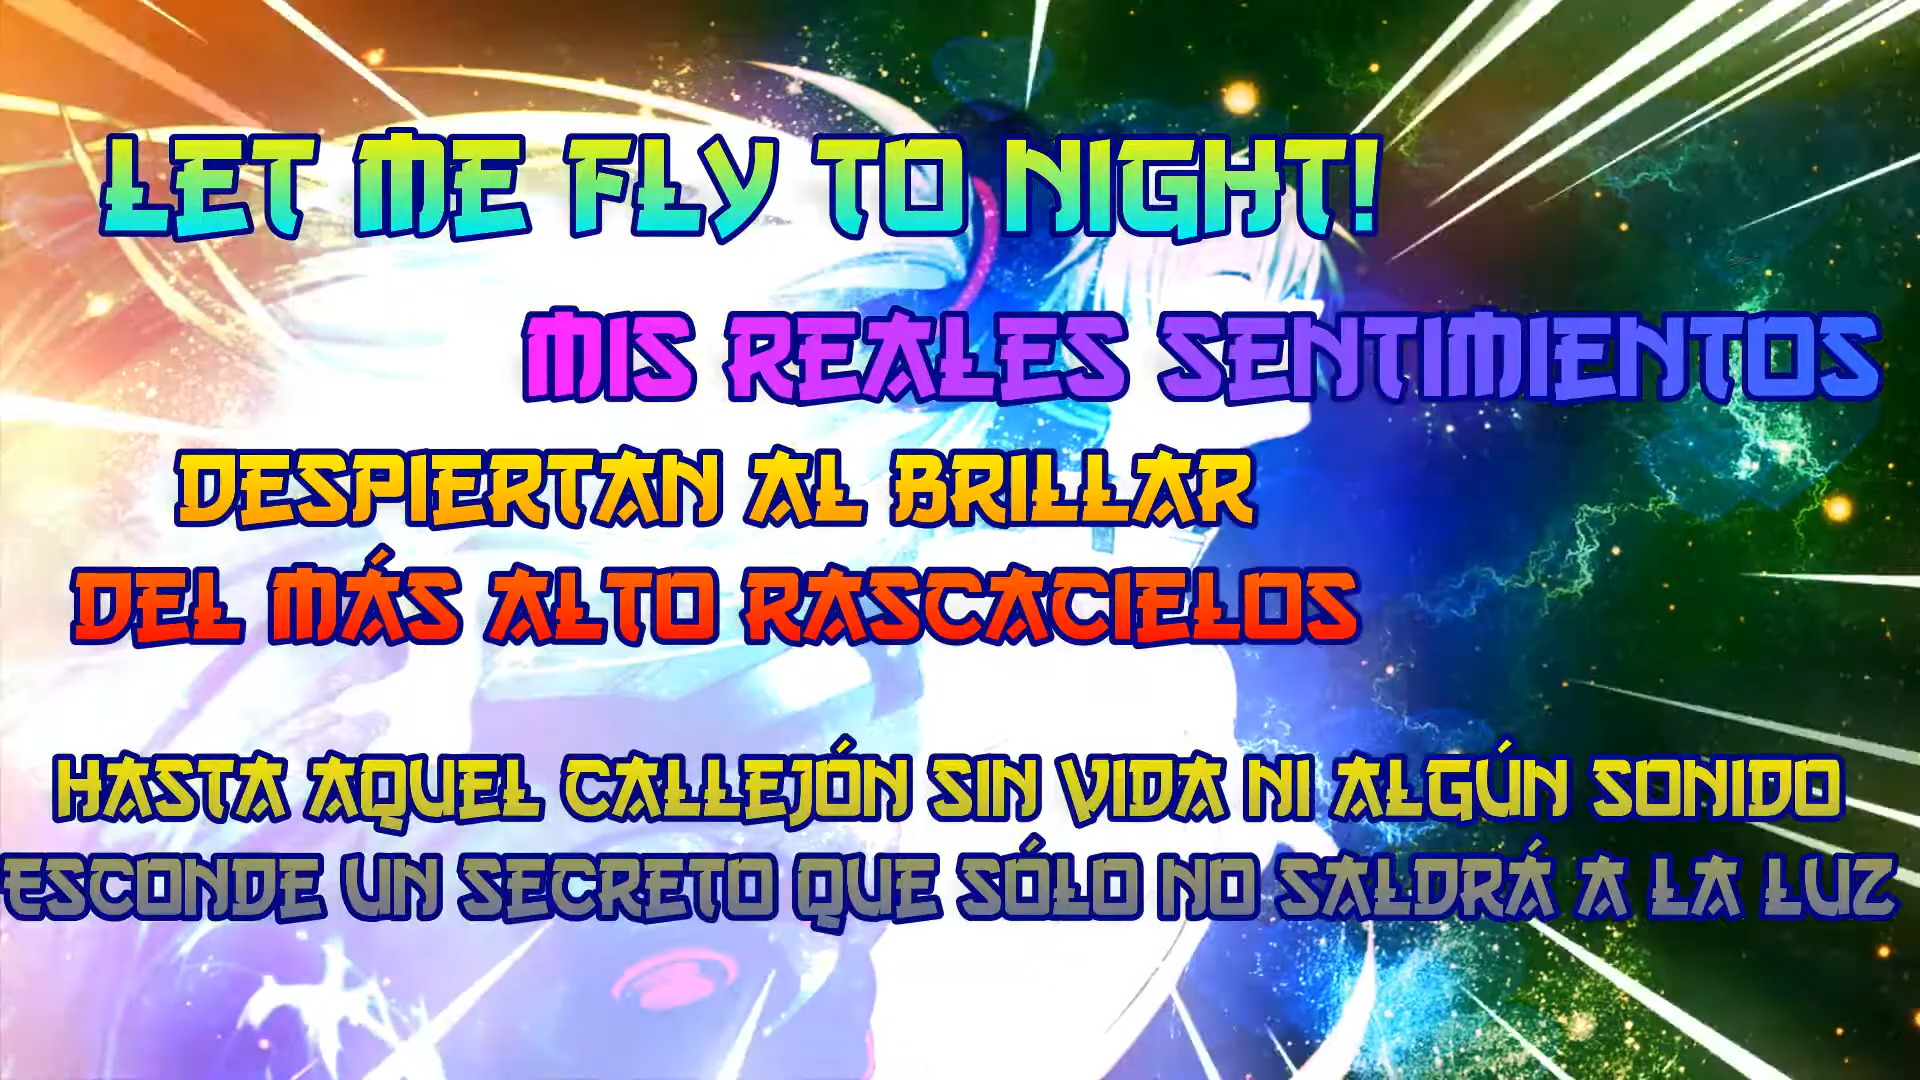 LET ME FLY TO NIGHT!
MIS REALES SENTIMIENTOS
DESPIERTAN AL BRILLAR
DEL MÁS ALTO RASCACIELOS
HASTA AQUEL CALLEJÓN SIN VIDA NI ALGÚN SONIDO
ESCONDE UN SECRETO QUE SÓLO NO SALDRÁ A LA LUZ